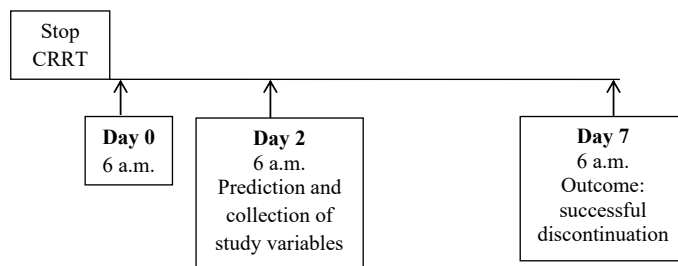 Stop
CRRT
Day 0
6 a.m.
Day 2
6 a.m.
Prediction and
collection of
study variables
Day 7
6 a.m.
Outcome:
successful
discontinuation